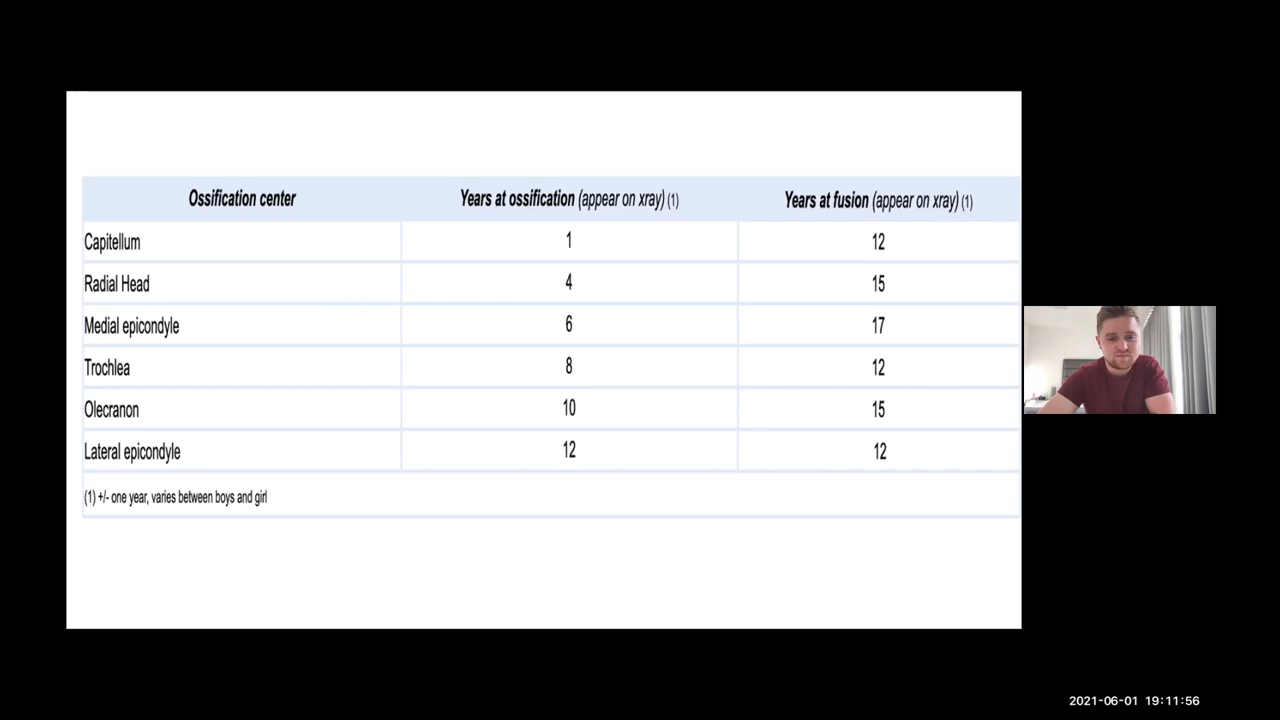 Ossification center Years at ossification (appear on xray) (1) Years at fusion (appear on xray) (1)
Capitellum 1 12
Radial Head 4 15
Medial epicondyle 6 17
Trochlea 8 12
Olecranon 10 15
Lateral epicondyle 12 12
(1) +/- one year, varies between boys and girl
2021-06-01 19:11:56